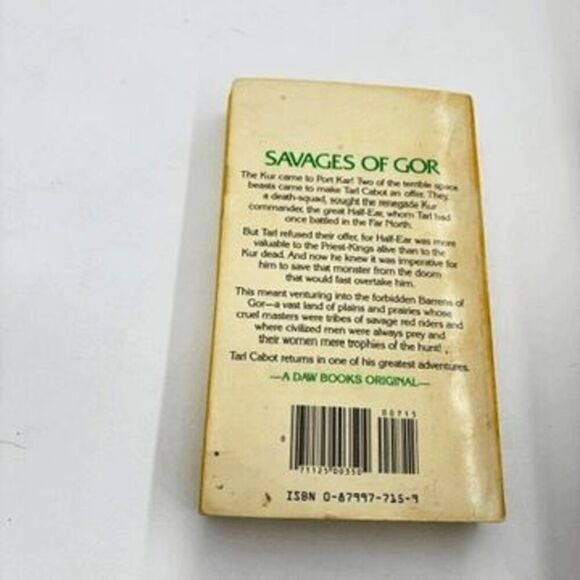 SAVAGES OF GOR
The Kur came to Port Kar! Two of the terrible space
beasts came to make Tarl Cabot an offer. They,
a death-squad, sought the renegade Kur
commander, the great Half-Ear, whom Tarl had
once battled in the Far North.
But Tarl refused their offer, for Half-Ear was more
valuable to the Priest-Kings alive than to the
Kur dead. And now he knew it was imperative for
him to save that monster from the doom
that would fast overtake him.
This meant venturing into the forbidden Barrens of
Gor—a vast land of plains and prairies whose
cruel masters were tribes of savage red riders and
where civilized men were always prey and
their women mere trophies of the hunt!
Tarl Cabot returns in one of his greatest adventures.
—A DAW BOOKS ORIGINAL—
00715
0
71125 00350
ISBN 0-87997-715-9